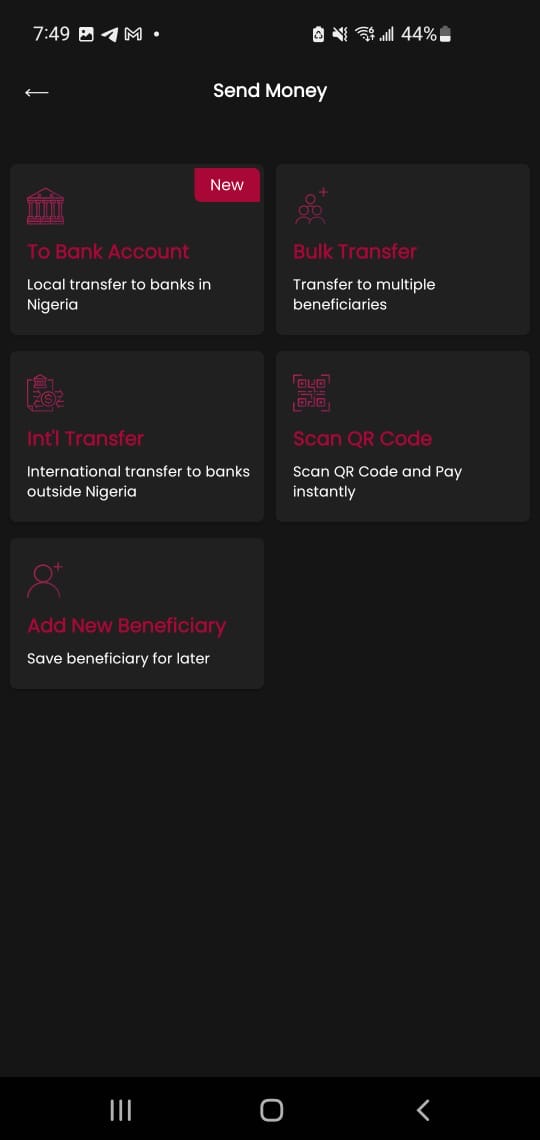 7:49
44%
Send Money
New
To Bank Account
Local transfer to banks in
Nigeria
Bulk Transfer
Transfer to multiple
beneficiaries
Int'l Transfer
International transfer to banks
outside Nigeria
Scan QR Code
Scan QR Code and Pay
instantly
Add New Beneficiary
Save beneficiary for later